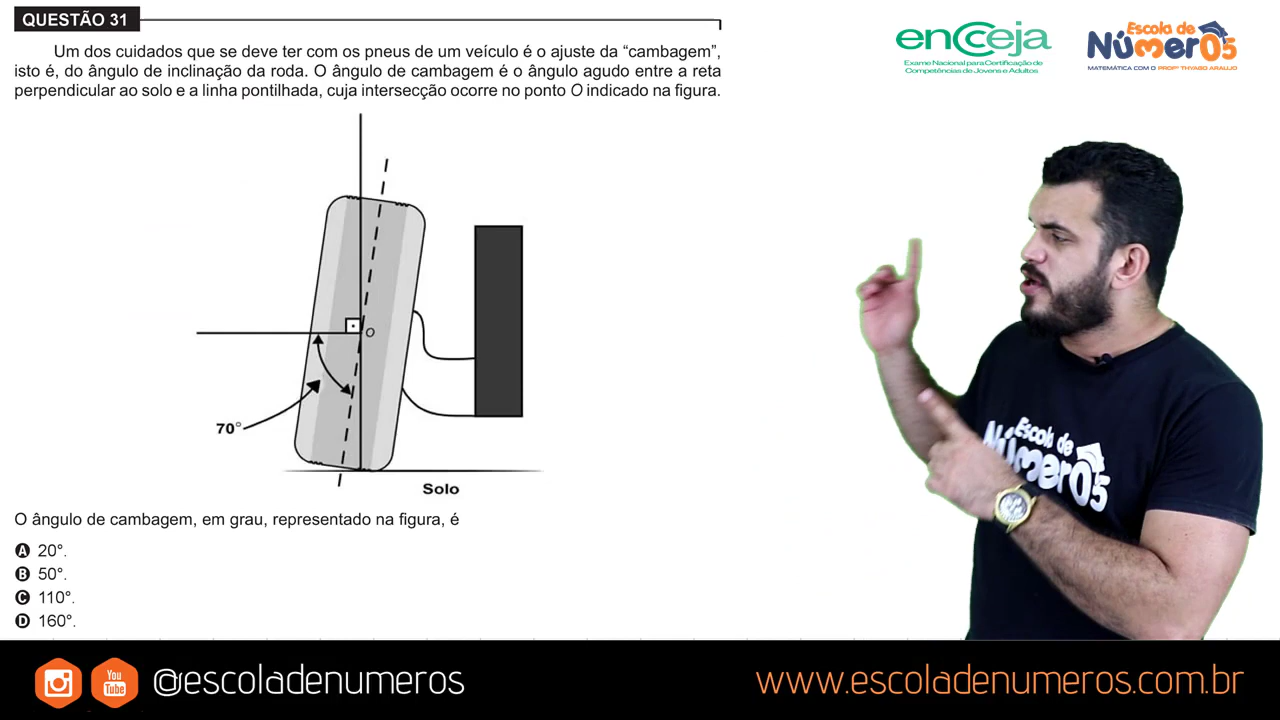 QUESTÃO 31
Um dos cuidados que se deve ter com os pneus de um veículo é o ajuste da “cambagem”,
isto é, do ângulo de inclinação da roda. O ângulo de cambagem é o ângulo agudo entre a reta
perpendicular ao solo e a linha pontilhada, cuja intersecção ocorre no ponto O indicado na figura.
O
70°
Solo
O ângulo de cambagem, em grau, representado na figura, é
A 20°.
B 50°.
C 110°.
D 160°.
encceja
Exame Nacional para Certificação de
Competências de Jovens e Adultos
Escola de
Númer05
MATEMÁTICA COM O PROFº THYAGO ARAUJO
Escola de
Númer05
You
Tube
@escoladenumeros
www.escoladenumeros.com.br